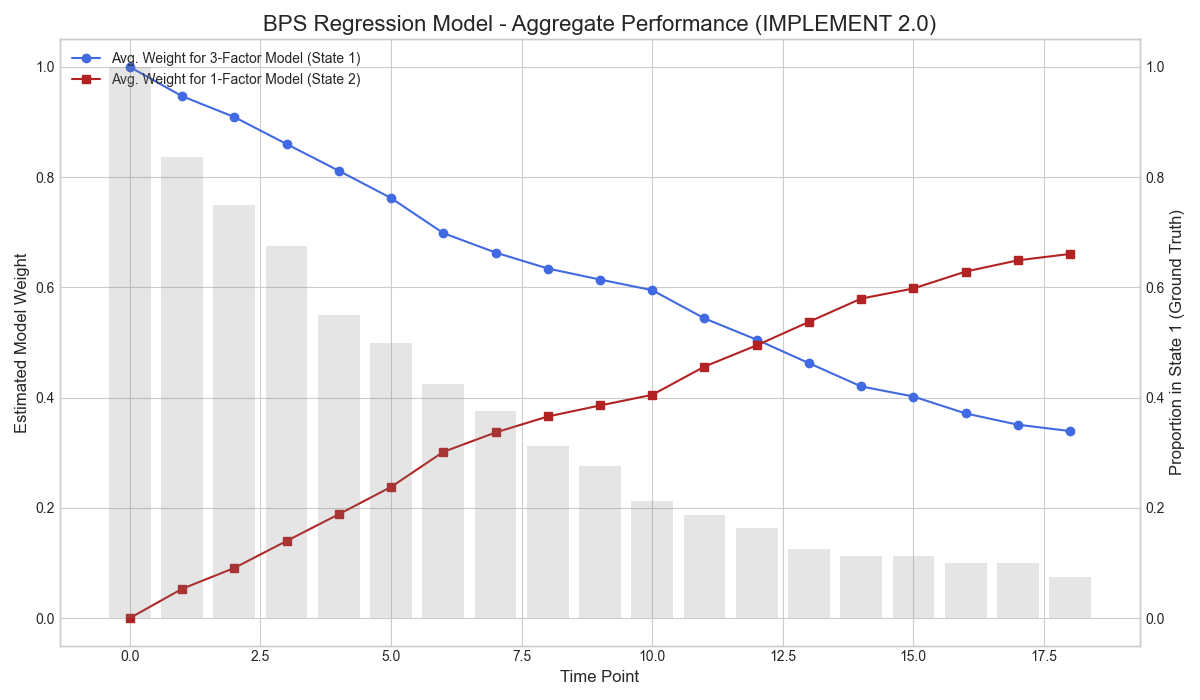 BPS Regression Model - Aggregate Performance (IMPLEMENT 2.0)
Avg. Weight for 3-Factor Model (State 1)
Avg. Weight for 1-Factor Model (State 2)
Estimated Model Weight
1.0
0.8
0.6
0.4
0.2
0.0
1.0
0.8
0.6
0.4
0.2
0.0
Proportion in State 1 (Ground Truth)
0.0 2.5 5.0 7.5 10.0 12.5 15.0 17.5
Time Point